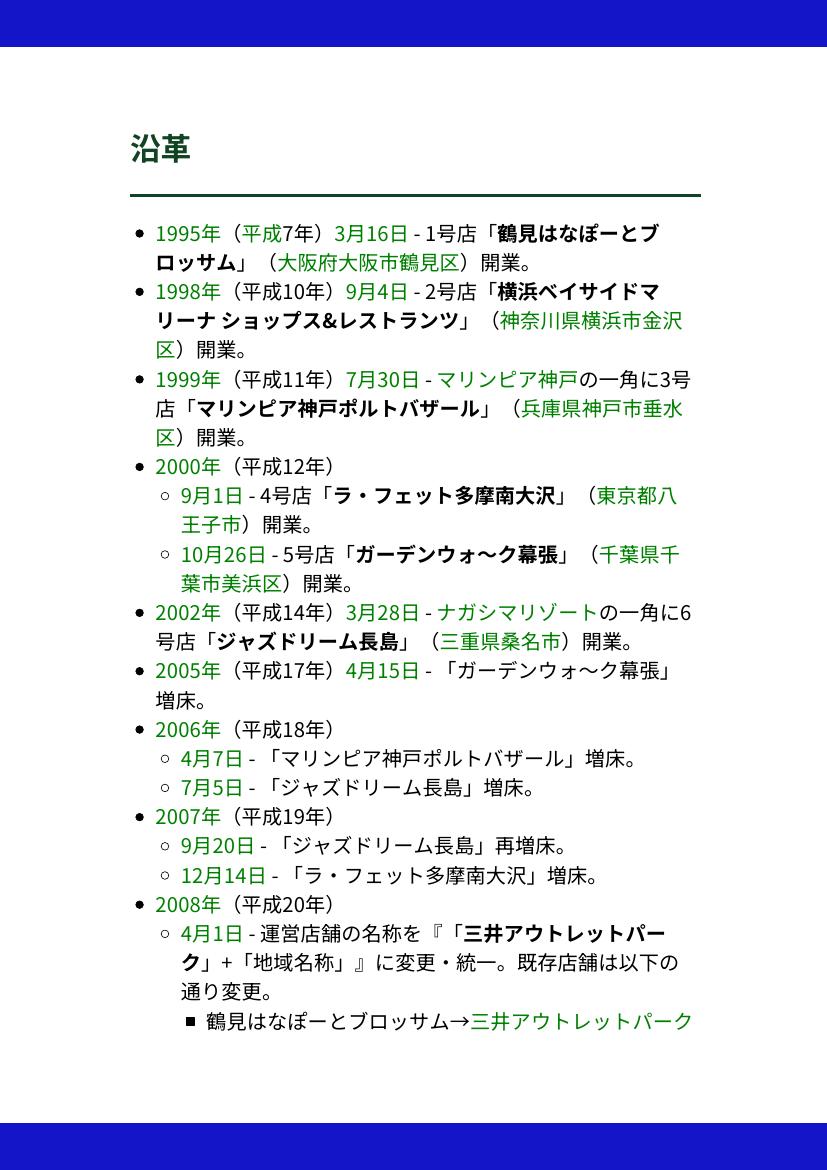 沿革
• 1995年（平成7年）3月16日 - 1号店「鶴見はなぽーとブ
ロッサム」（大阪府大阪市鶴見区）開業。
• 1998年（平成10年）9月4日 - 2号店「横浜ベイサイドマ
リーナ ショップス&レストランツ」（神奈川県横浜市金沢
区）開業。
• 1999年（平成11年）7月30日 - マリンピア神戸の一角に3号
店「マリンピア神戸ポルトバザール」（兵庫県神戸市垂水
区）開業。
• 2000年（平成12年）
◦ 9月1日 - 4号店「ラ・フェット多摩南大沢」（東京都八
王子市）開業。
◦ 10月26日 - 5号店「ガーデンウォ〜ク幕張」（千葉県千
葉市美浜区）開業。
• 2002年（平成14年）3月28日 - ナガシマリゾートの一角に6
号店「ジャズドリーム長島」（三重県桑名市）開業。
• 2005年（平成17年）4月15日 - 「ガーデンウォ〜ク幕張」
増床。
• 2006年（平成18年）
◦ 4月7日 - 「マリンピア神戸ポルトバザール」増床。
◦ 7月5日 - 「ジャズドリーム長島」増床。
• 2007年（平成19年）
◦ 9月20日 - 「ジャズドリーム長島」再増床。
◦ 12月14日 - 「ラ・フェット多摩南大沢」増床。
• 2008年（平成20年）
◦ 4月1日 - 運営店舗の名称を『「三井アウトレットパー
ク」+「地域名称」』に変更・統一。既存店舗は以下の
通り変更。
▪ 鶴見はなぽーとブロッサム→三井アウトレットパーク